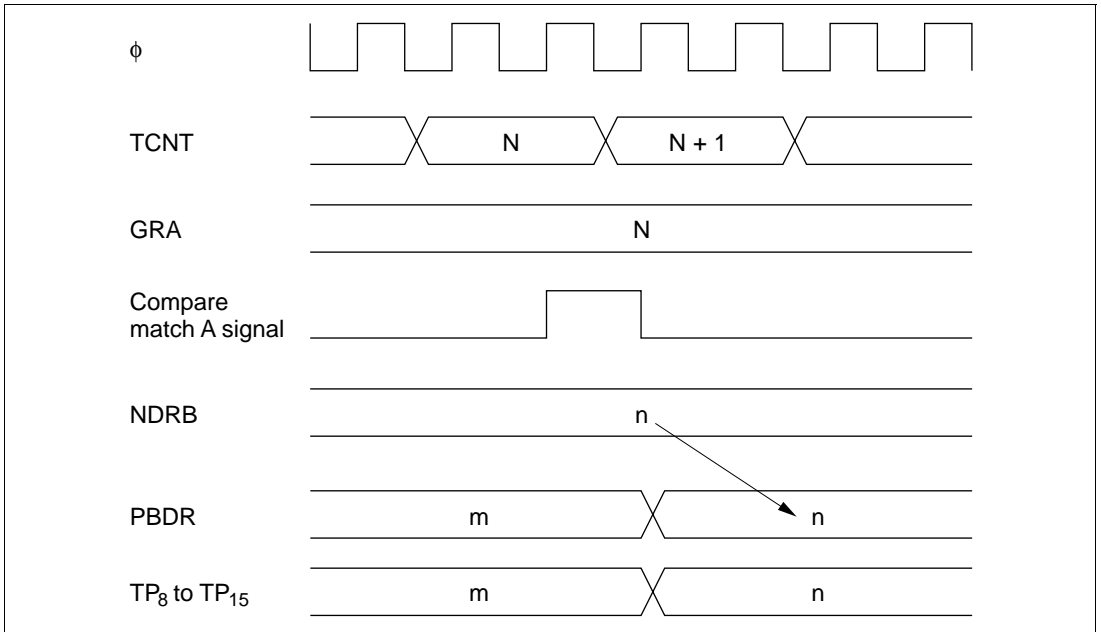 ϕ
TCNT N N + 1
GRA N
Compare
match A signal
NDRB n
PBDR m n
TP8 to TP15 m n